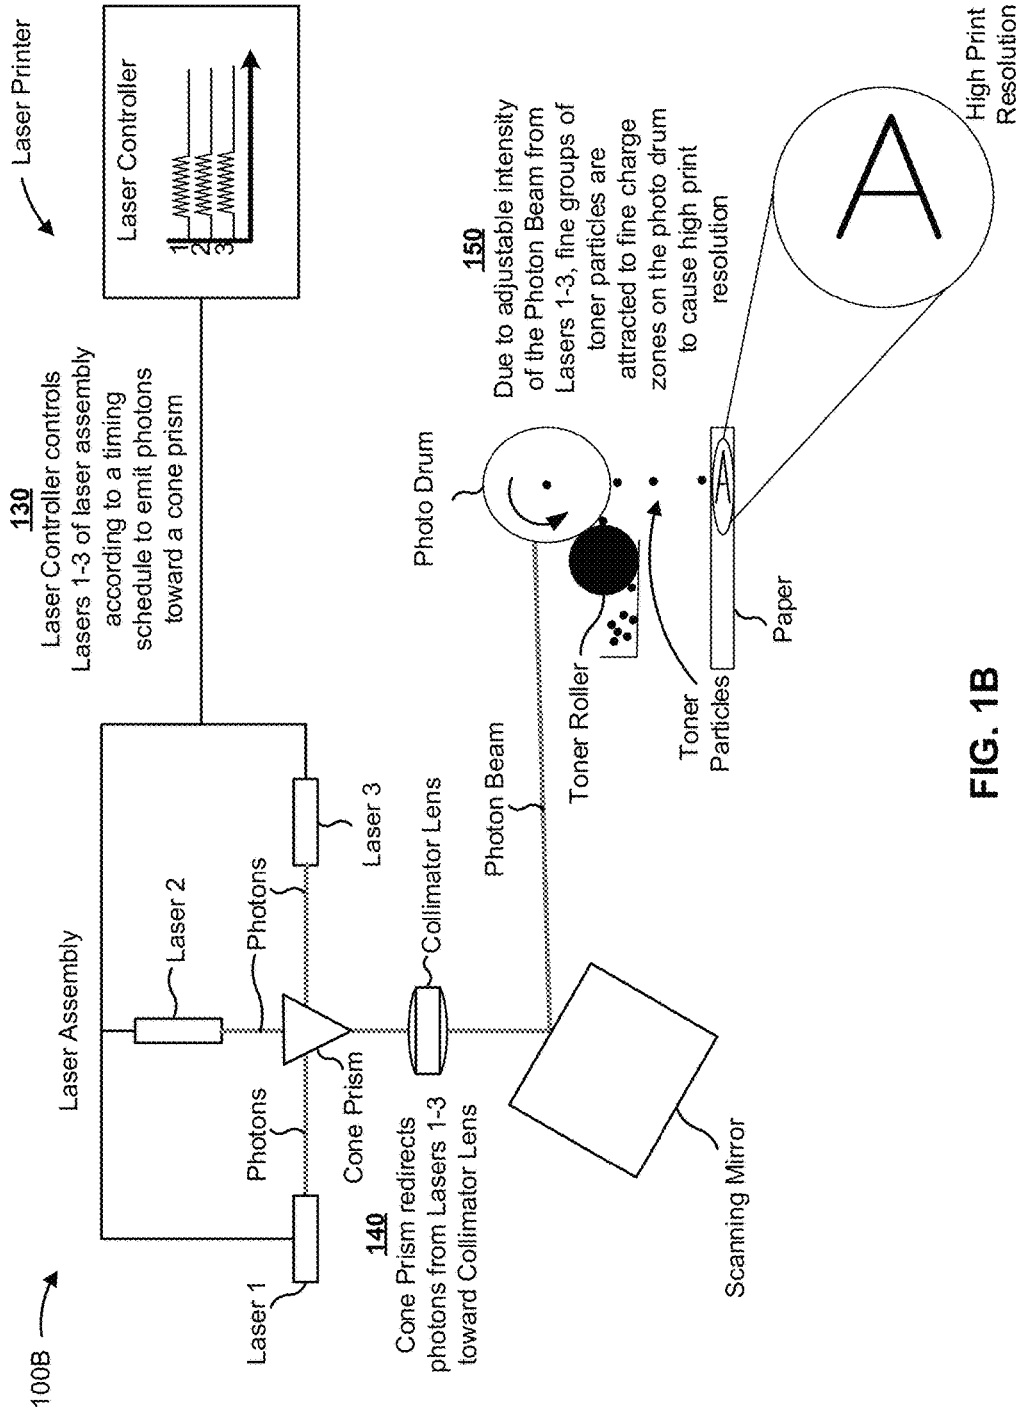 100B
Laser Printer
Laser Assembly
130
Laser Controller controls
Lasers 1-3 of laser assembly
according to a timing
schedule to emit photons
toward a cone prism
Laser Controller
1
2
3
Laser 1
Photons
Laser 2
Photons
Laser 3
Cone Prism
140
Cone Prism redirects
photons from Lasers 1-3
toward Collimator Lens
Collimator Lens
Scanning Mirror
Photon Beam
Photo Drum
Toner Roller
Toner
Particles
Paper
150
Due to adjustable intensity
of the Photon Beam from
Lasers 1-3, fine groups of
toner particles are
attracted to fine charge
zones on the photo drum
to cause high print
resolution
A
A
High Print
Resolution
FIG. 1B